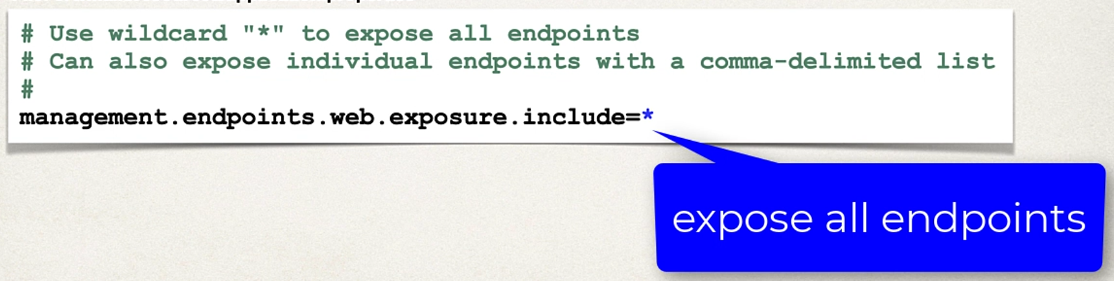 # Use wildcard "*" to expose all endpoints
# Can also expose individual endpoints with a comma-delimited list
#
management.endpoints.web.exposure.include=*
expose all endpoints